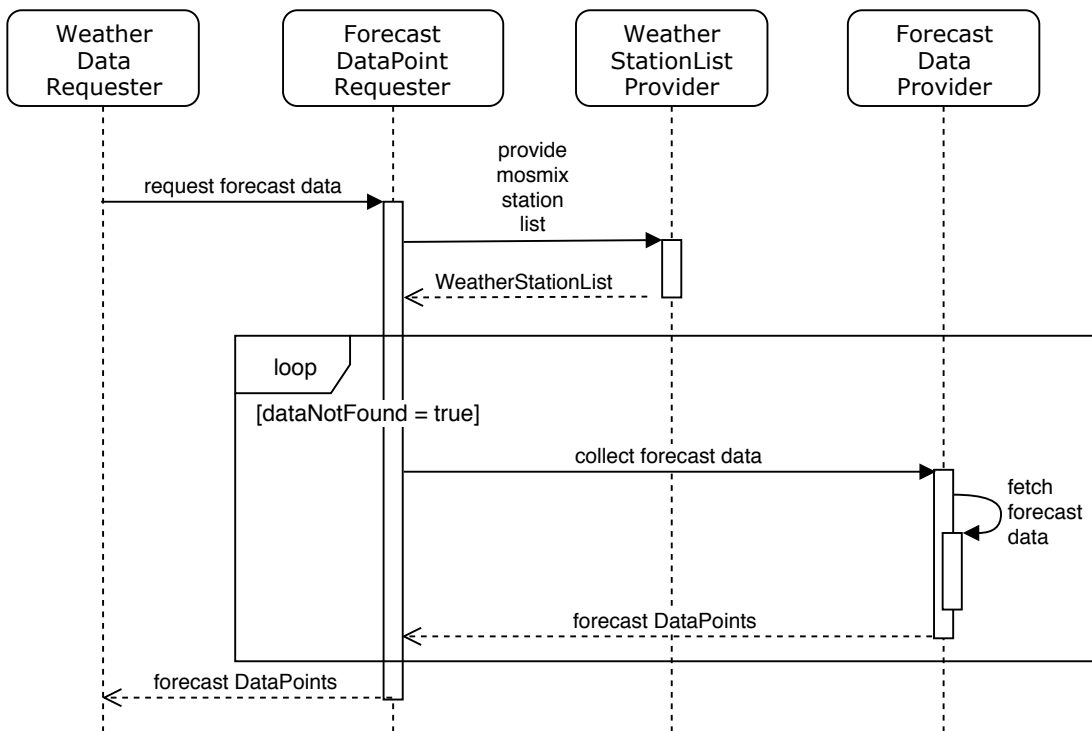 Weather
Data
Requester
Forecast
DataPoint
Requester
Weather
StationList
Provider
Forecast
Data
Provider
provide
mosmix
station
list
request forecast data
WeatherStationList
loop
[dataNotFound = true]
collect forecast data
fetch
forecast
data
forecast DataPoints
forecast DataPoints